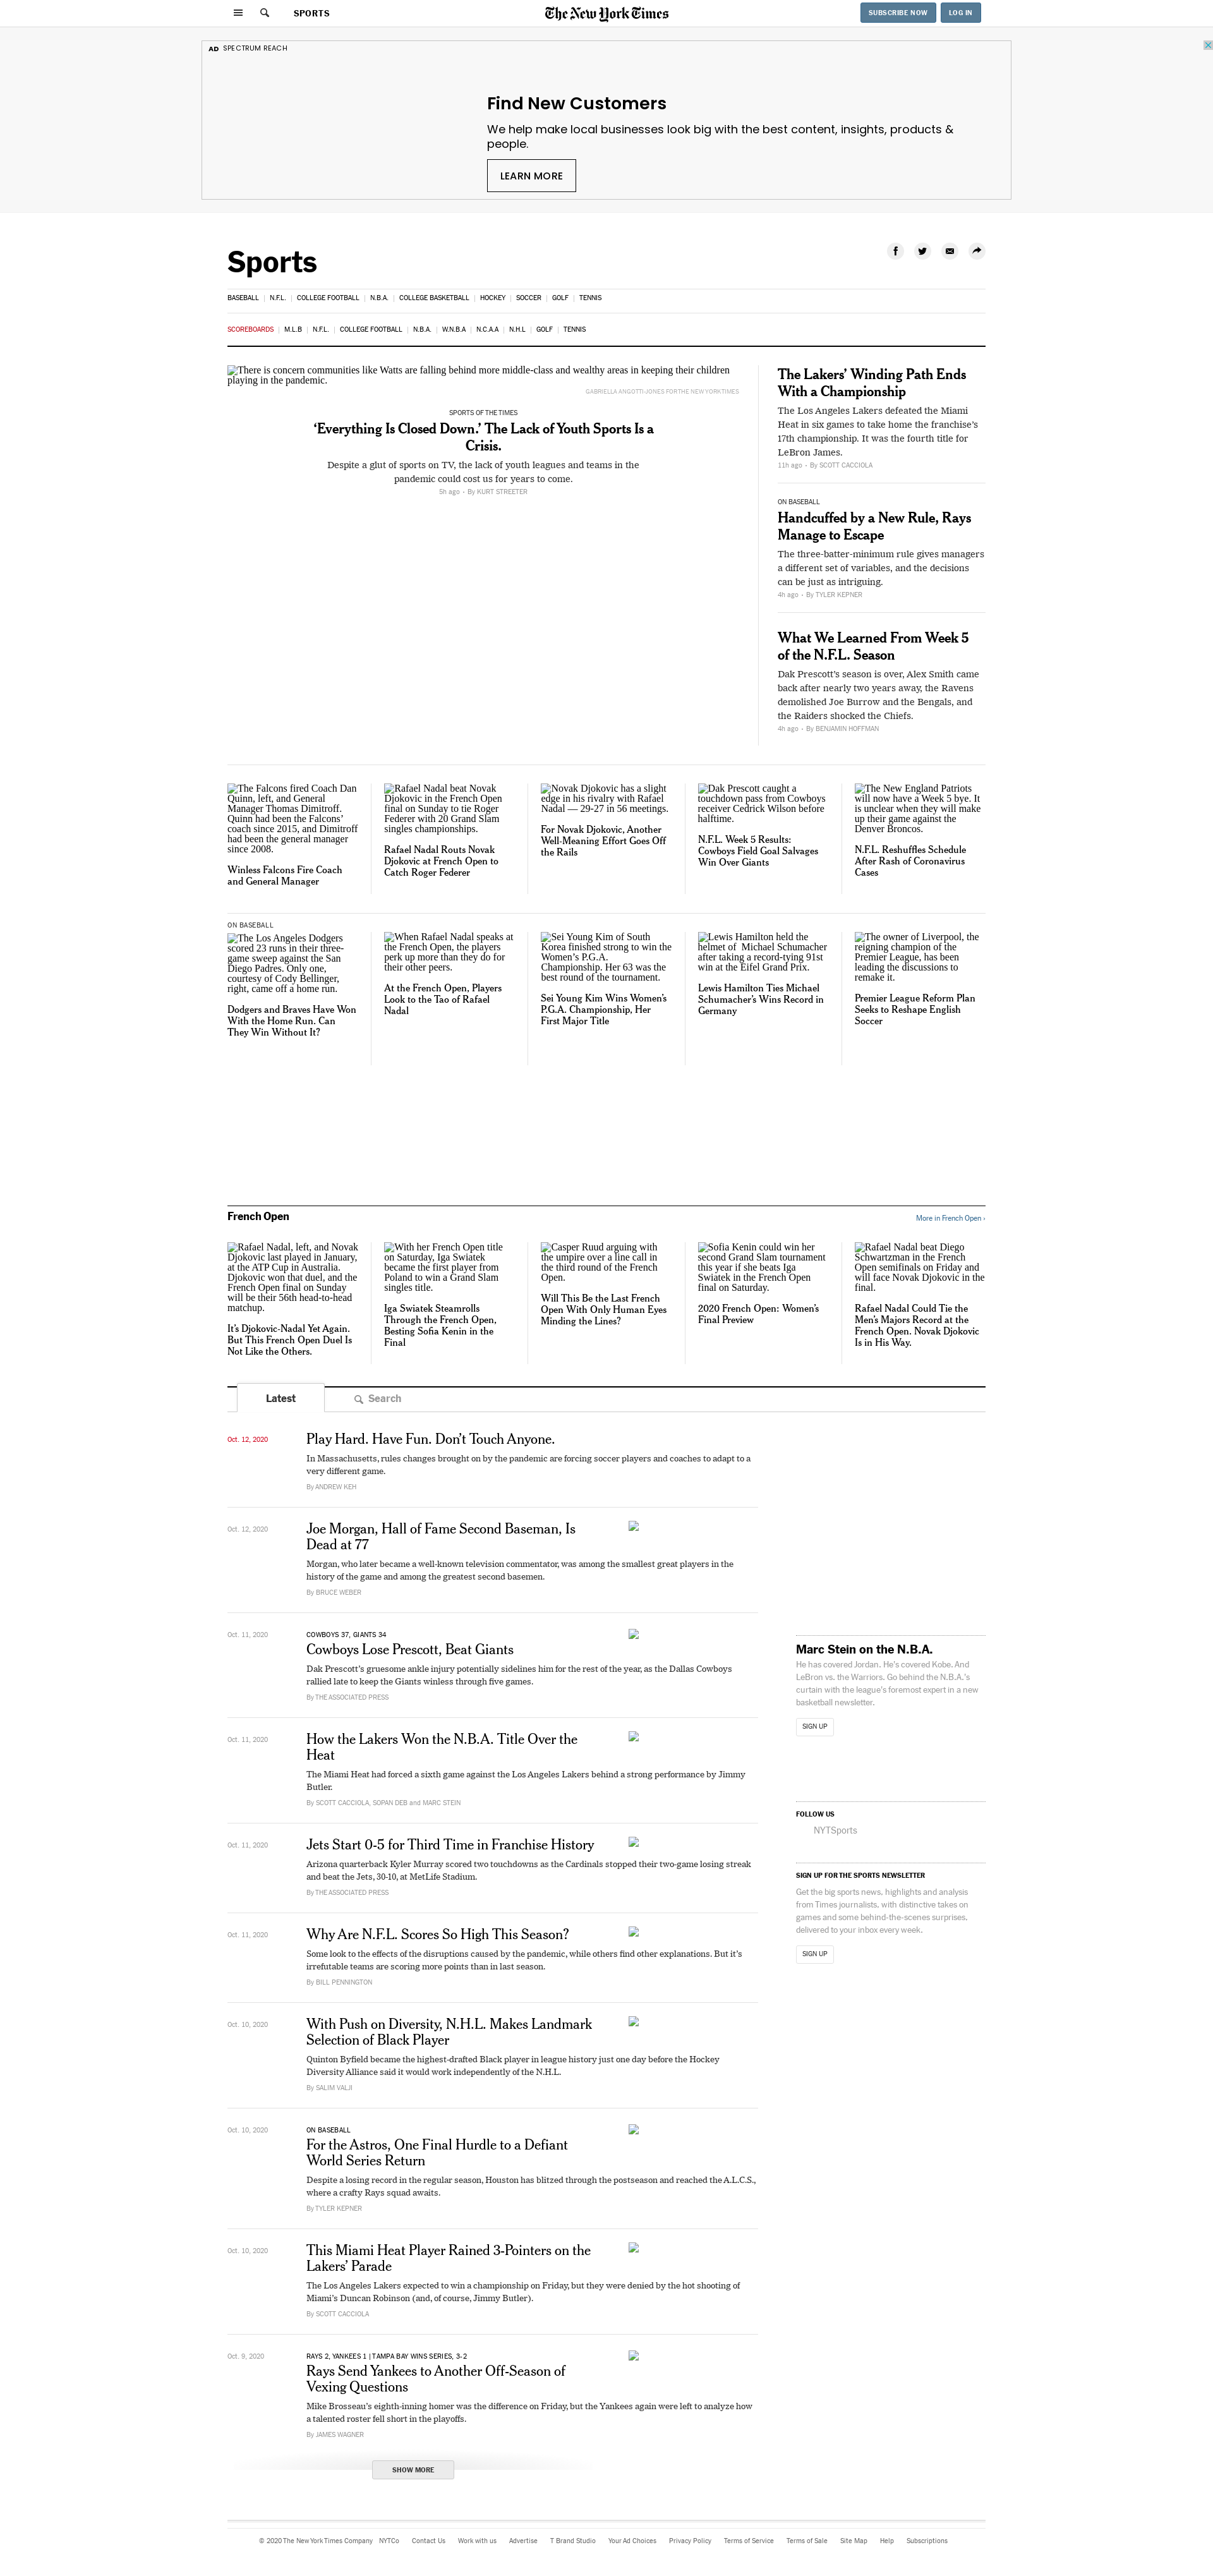 SPORTS
The New York Times
SUBSCRIBE NOW
LOG IN
AD SPECTRUM REACH
Find New Customers
We help make local businesses look big with the best content, insights, products &
people.
LEARN MORE
Sports
BASEBALL | N.F.L. | COLLEGE FOOTBALL | N.B.A. | COLLEGE BASKETBALL | HOCKEY | SOCCER | GOLF | TENNIS
SCOREBOARDS | M.L.B | N.F.L. | COLLEGE FOOTBALL | N.B.A. | W.N.B.A | N.C.A.A | N.H.L | GOLF | TENNIS
There is concern communities like Watts are falling behind more middle-class and wealthy areas in keeping their children
playing in the pandemic.
GABRIELLA ANGOTTI-JONES FOR THE NEW YORK TIMES
SPORTS OF THE TIMES
‘Everything Is Closed Down.’ The Lack of Youth Sports Is a
Crisis.
Despite a glut of sports on TV, the lack of youth leagues and teams in the
pandemic could cost us for years to come.
5h ago • By KURT STREETER
The Lakers’ Winding Path Ends
With a Championship
The Los Angeles Lakers defeated the Miami
Heat in six games to take home the franchise’s
17th championship. It was the fourth title for
LeBron James.
11h ago • By SCOTT CACCIOLA
ON BASEBALL
Handcuffed by a New Rule, Rays
Manage to Escape
The three-batter-minimum rule gives managers
a different set of variables, and the decisions
can be just as intriguing.
4h ago • By TYLER KEPNER
What We Learned From Week 5
of the N.F.L. Season
Dak Prescott’s season is over, Alex Smith came
back after nearly two years away, the Ravens
demolished Joe Burrow and the Bengals, and
the Raiders shocked the Chiefs.
4h ago • By BENJAMIN HOFFMAN
The Falcons fired Coach Dan
Quinn, left, and General
Manager Thomas Dimitroff.
Quinn had been the Falcons’
coach since 2015, and Dimitroff
had been the general manager
since 2008.
Winless Falcons Fire Coach
and General Manager
Rafael Nadal beat Novak
Djokovic in the French Open
final on Sunday to tie Roger
Federer with 20 Grand Slam
singles championships.
Rafael Nadal Routs Novak
Djokovic at French Open to
Catch Roger Federer
Novak Djokovic has a slight
edge in his rivalry with Rafael
Nadal — 29-27 in 56 meetings.
For Novak Djokovic, Another
Well-Meaning Effort Goes Off
the Rails
Dak Prescott caught a
touchdown pass from Cowboys
receiver Cedrick Wilson before
halftime.
N.F.L. Week 5 Results:
Cowboys Field Goal Salvages
Win Over Giants
The New England Patriots
will now have a Week 5 bye. It
is unclear when they will make
up their game against the
Denver Broncos.
N.F.L. Reshuffles Schedule
After Rash of Coronavirus
Cases
ON BASEBALL
The Los Angeles Dodgers
scored 23 runs in their three-
game sweep against the San
Diego Padres. Only one,
courtesy of Cody Bellinger,
right, came off a home run.
Dodgers and Braves Have Won
With the Home Run. Can
They Win Without It?
When Rafael Nadal speaks at
the French Open, the players
perk up more than they do for
their other peers.
At the French Open, Players
Look to the Tao of Rafael
Nadal
Sei Young Kim of South
Korea finished strong to win the
Women’s P.G.A.
Championship. Her 63 was the
best round of the tournament.
Sei Young Kim Wins Women’s
P.G.A. Championship, Her
First Major Title
Lewis Hamilton held the
helmet of Michael Schumacher
after taking a record-tying 91st
win at the Eifel Grand Prix.
Lewis Hamilton Ties Michael
Schumacher’s Wins Record in
Germany
The owner of Liverpool, the
reigning champion of the
Premier League, has been
leading the discussions to
remake it.
Premier League Reform Plan
Seeks to Reshape English
Soccer
French Open
More in French Open ›
Rafael Nadal, left, and Novak
Djokovic last played in January,
at the ATP Cup in Australia.
Djokovic won that duel, and the
French Open final on Sunday
will be their 56th head-to-head
matchup.
It’s Djokovic-Nadal Yet Again.
But This French Open Duel Is
Not Like the Others.
With her French Open title
on Saturday, Iga Swiatek
became the first player from
Poland to win a Grand Slam
singles title.
Iga Swiatek Steamrolls
Through the French Open,
Besting Sofia Kenin in the
Final
Casper Ruud arguing with
the umpire over a line call in
the third round of the French
Open.
Will This Be the Last French
Open With Only Human Eyes
Minding the Lines?
Sofia Kenin could win her
second Grand Slam tournament
this year if she beats Iga
Swiatek in the French Open
final on Saturday.
2020 French Open: Women’s
Final Preview
Rafael Nadal beat Diego
Schwartzman in the French
Open semifinals on Friday and
will face Novak Djokovic in the
final.
Rafael Nadal Could Tie the
Men’s Majors Record at the
French Open. Novak Djokovic
Is in His Way.
Latest
Search
Oct. 12, 2020
Play Hard. Have Fun. Don’t Touch Anyone.
In Massachusetts, rules changes brought on by the pandemic are forcing soccer players and coaches to adapt to a
very different game.
By ANDREW KEH
Oct. 12, 2020
Joe Morgan, Hall of Fame Second Baseman, Is
Dead at 77
Morgan, who later became a well-known television commentator, was among the smallest great players in the
history of the game and among the greatest second basemen.
By BRUCE WEBER
Oct. 11, 2020
COWBOYS 37, GIANTS 34
Cowboys Lose Prescott, Beat Giants
Dak Prescott’s gruesome ankle injury potentially sidelines him for the rest of the year, as the Dallas Cowboys
rallied late to keep the Giants winless through five games.
By THE ASSOCIATED PRESS
Oct. 11, 2020
How the Lakers Won the N.B.A. Title Over the
Heat
The Miami Heat had forced a sixth game against the Los Angeles Lakers behind a strong performance by Jimmy
Butler.
By SCOTT CACCIOLA, SOPAN DEB and MARC STEIN
Oct. 11, 2020
Jets Start 0-5 for Third Time in Franchise History
Arizona quarterback Kyler Murray scored two touchdowns as the Cardinals stopped their two-game losing streak
and beat the Jets, 30-10, at MetLife Stadium.
By THE ASSOCIATED PRESS
Oct. 11, 2020
Why Are N.F.L. Scores So High This Season?
Some look to the effects of the disruptions caused by the pandemic, while others find other explanations. But it’s
irrefutable teams are scoring more points than in last season.
By BILL PENNINGTON
Oct. 10, 2020
With Push on Diversity, N.H.L. Makes Landmark
Selection of Black Player
Quinton Byfield became the highest-drafted Black player in league history just one day before the Hockey
Diversity Alliance said it would work independently of the N.H.L.
By SALIM VALJI
Oct. 10, 2020
ON BASEBALL
For the Astros, One Final Hurdle to a Defiant
World Series Return
Despite a losing record in the regular season, Houston has blitzed through the postseason and reached the A.L.C.S.,
where a crafty Rays squad awaits.
By TYLER KEPNER
Oct. 10, 2020
This Miami Heat Player Rained 3-Pointers on the
Lakers’ Parade
The Los Angeles Lakers expected to win a championship on Friday, but they were denied by the hot shooting of
Miami’s Duncan Robinson (and, of course, Jimmy Butler).
By SCOTT CACCIOLA
Oct. 9, 2020
RAYS 2, YANKEES 1 | TAMPA BAY WINS SERIES, 3-2
Rays Send Yankees to Another Off-Season of
Vexing Questions
Mike Brosseau’s eighth-inning homer was the difference on Friday, but the Yankees again were left to analyze how
a talented roster fell short in the playoffs.
By JAMES WAGNER
SHOW MORE
Marc Stein on the N.B.A.
He has covered Jordan. He’s covered Kobe. And
LeBron vs. the Warriors. Go behind the N.B.A.’s
curtain with the league’s foremost expert in a new
basketball newsletter.
SIGN UP
FOLLOW US
NYTSports
SIGN UP FOR THE SPORTS NEWSLETTER
Get the big sports news, highlights and analysis
from Times journalists, with distinctive takes on
games and some behind-the-scenes surprises,
delivered to your inbox every week.
SIGN UP
© 2020 The New York Times Company NYTCo Contact Us Work with us Advertise T Brand Studio Your Ad Choices Privacy Policy Terms of Service Terms of Sale Site Map Help Subscriptions